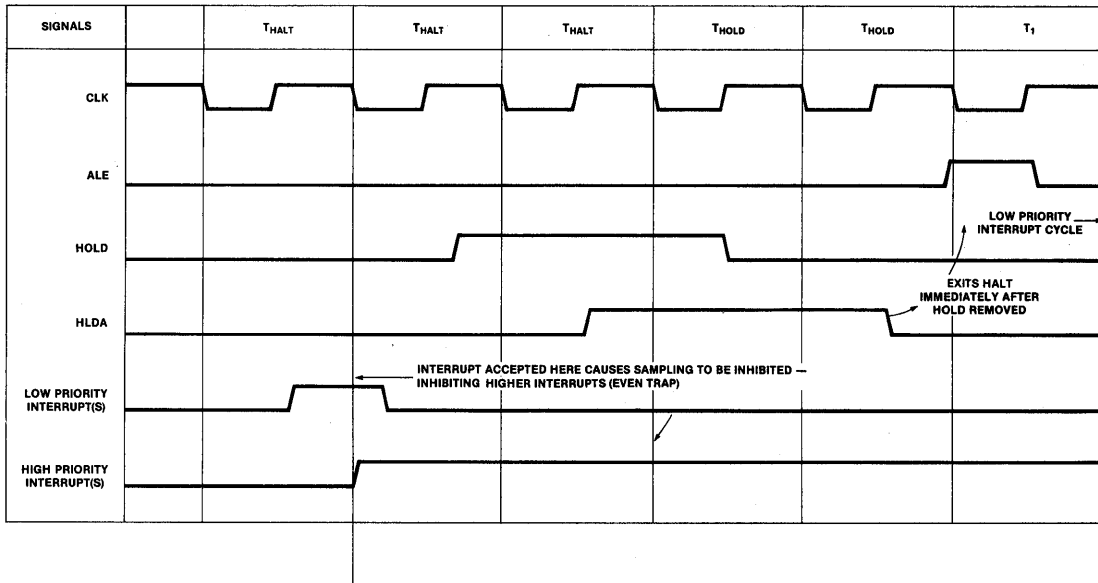 SIGNALS
THALT
THALT
THALT
THOLD
THOLD
T1
CLK
ALE
LOW PRIORITY
INTERRUPT CYCLE
HOLD
EXITS HALT
IMMEDIATELY AFTER
HOLD REMOVED
HLDA
INTERRUPT ACCEPTED HERE CAUSES SAMPLING TO BE INHIBITED —
INHIBITING HIGHER INTERRUPTS (EVEN TRAP)
LOW PRIORITY
INTERRUPT(S)
HIGH PRIORITY
INTERRUPT(S)